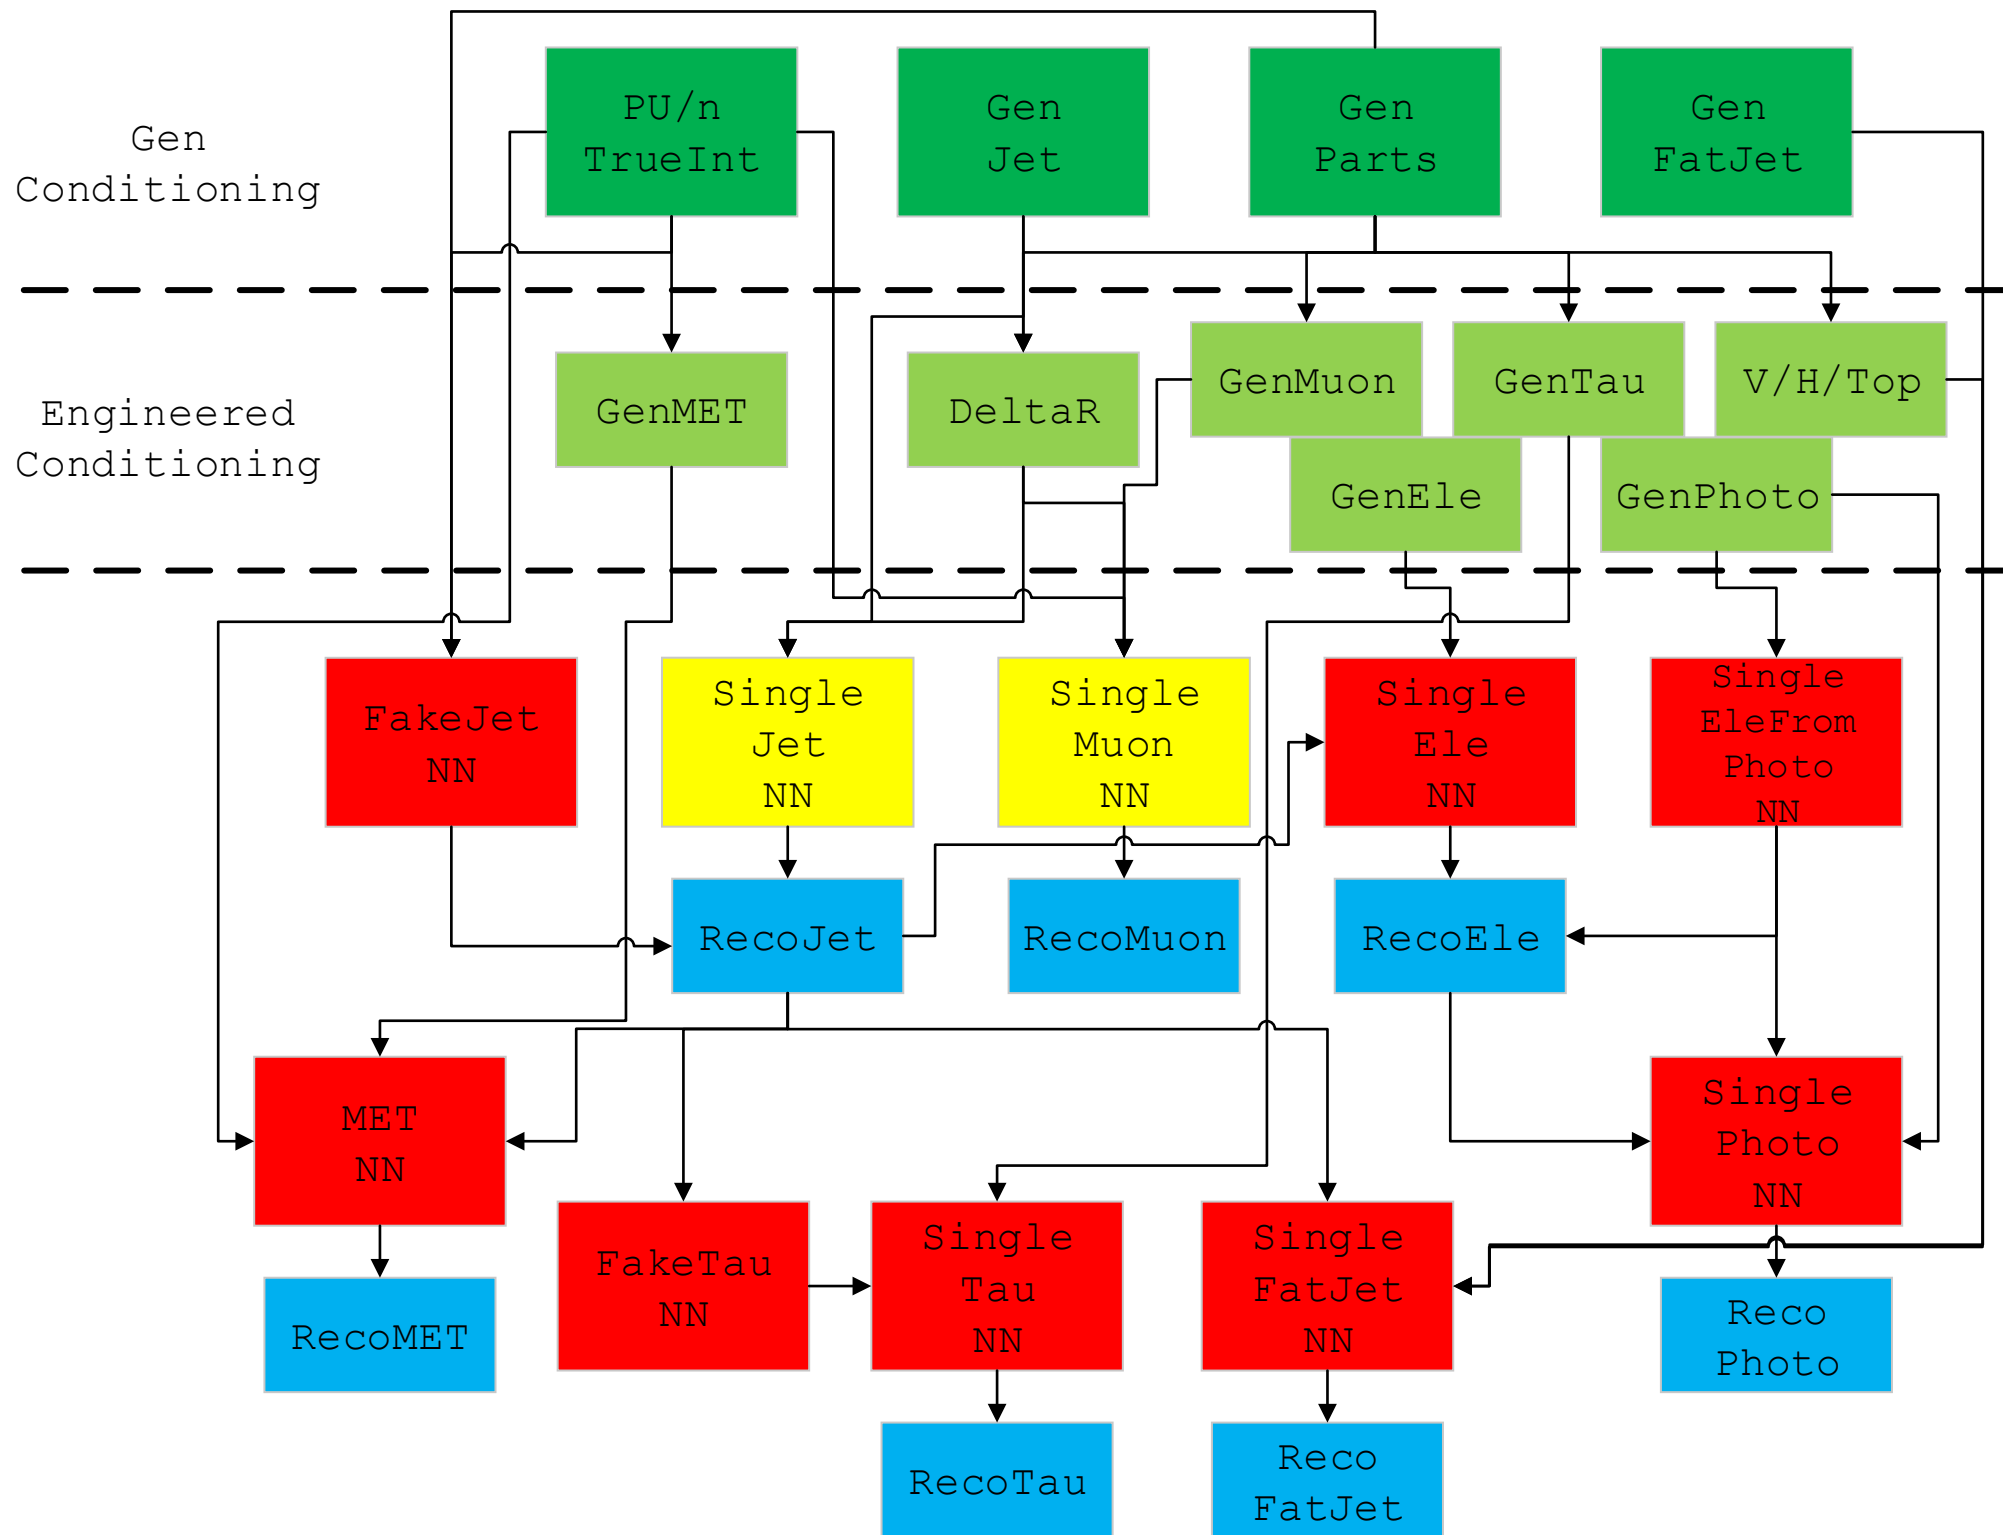 Gen
Conditioning
PU/n
TrueInt
Gen
Jet
Gen
Parts
Gen
FatJet
Engineered
Conditioning
GenMET
DeltaR
GenMuon
GenTau
V/H/Top
GenEle
GenPhoto
FakeJet
NN
Single
Jet
NN
Single
Muon
NN
Single
Ele
NN
Single
EleFrom
Photo
NN
RecoJet
RecoMuon
RecoEle
MET
NN
Single
Photo
NN
FakeTau
NN
Single
Tau
NN
Single
FatJet
NN
RecoMET
Reco
Photo
RecoTau
Reco
FatJet